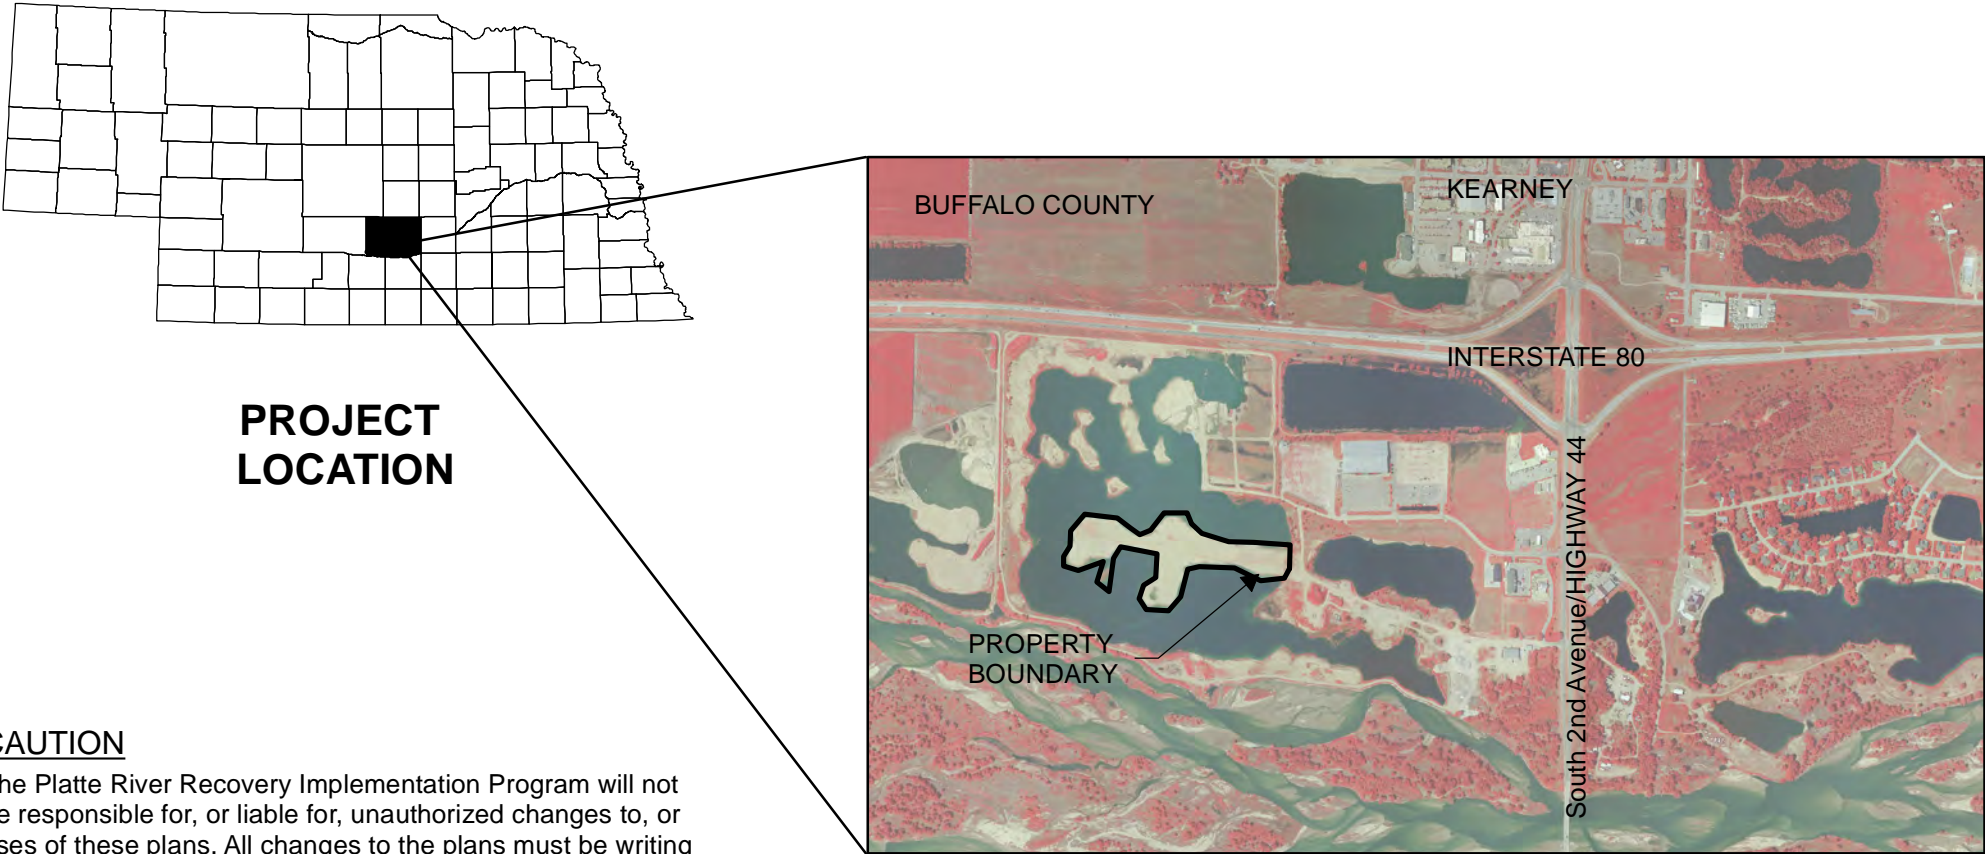 BUFFALO COUNTY
KEARNEY
INTERSTATE 80
South 2nd Avenue/HIGHWAY 44
PROPERTY
BOUNDARY
PROJECT
LOCATION
CAUTION
he Platte River Recovery Implementation Program will not
e responsible for, or liable for, unauthorized changes to, or
ses of these plans. All changes to the plans must be writing